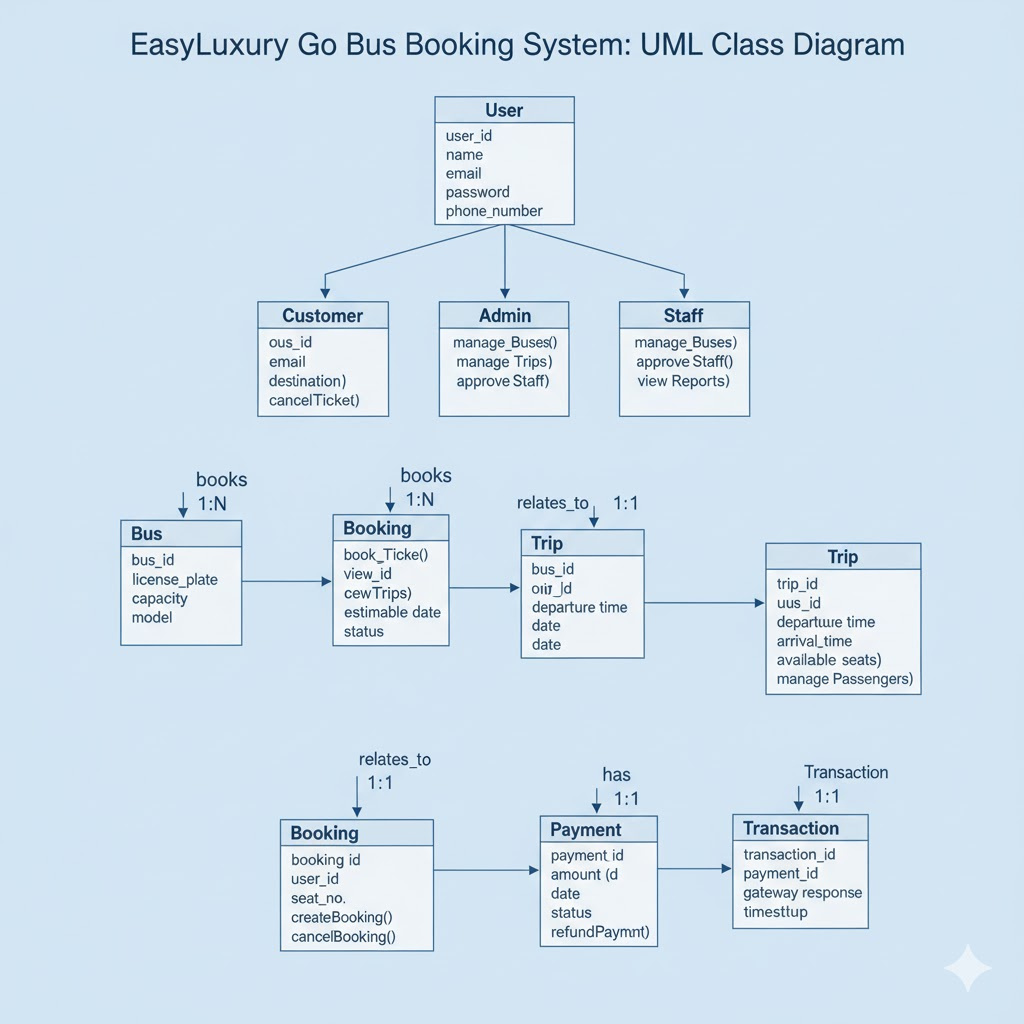 EasyLuxury Go Bus Booking System: UML Class Diagram
User
user_id
name
email
password
phone_number
Customer
ous_id
email
destination)
cancelTicket)
Admin
manage_Buses()
manage Trips)
approve Staff)
Staff
manage_Buses)
approve Staff()
view Reports)
books
1:N
Bus
bus_id
license_plate
capacity
model
books
1:N
Booking
book_Ticke()
view_id
cewTrips)
estimable date
status
relates_to 1:1
Trip
bus_id
departure time
date
date
Trip
trip_id
uus_id
departuue time
arrival_time
available seats)
manage Passengers)
relates_to
1:1
Booking
booking id
user_id
seat_no.
createBooking()
cancelBooking()
has
1:1
Payment
payment_id
amount (d
date
status
refundPaymnt)
Transaction
1:1
Transaction
transaction_id
payment_id
gateway response
timesttup